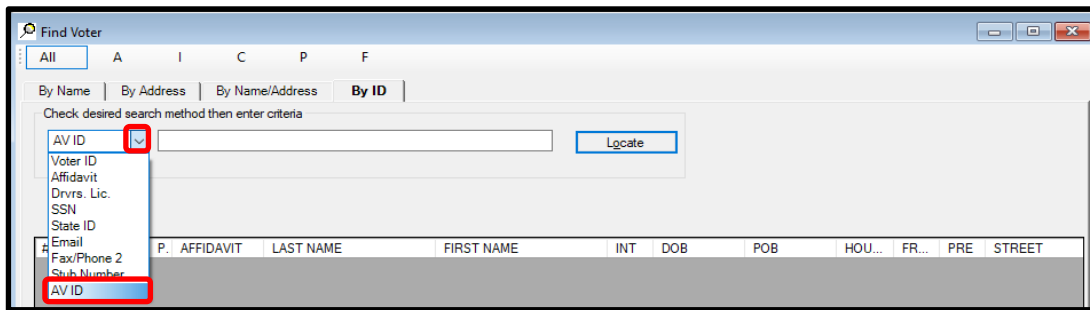 Find Voter
All A I C P F
By Name By Address By Name/Address By ID
Check desired search method then enter criteria
AV ID Locate
Voter ID
Affidavit
Drvrs. Lic.
SSN
State ID
Email
Fax/Phone 2
Stub Number
AV ID
# P. AFFIDAVIT LAST NAME FIRST NAME INT DOB POB HOU... FR... PRE STREET